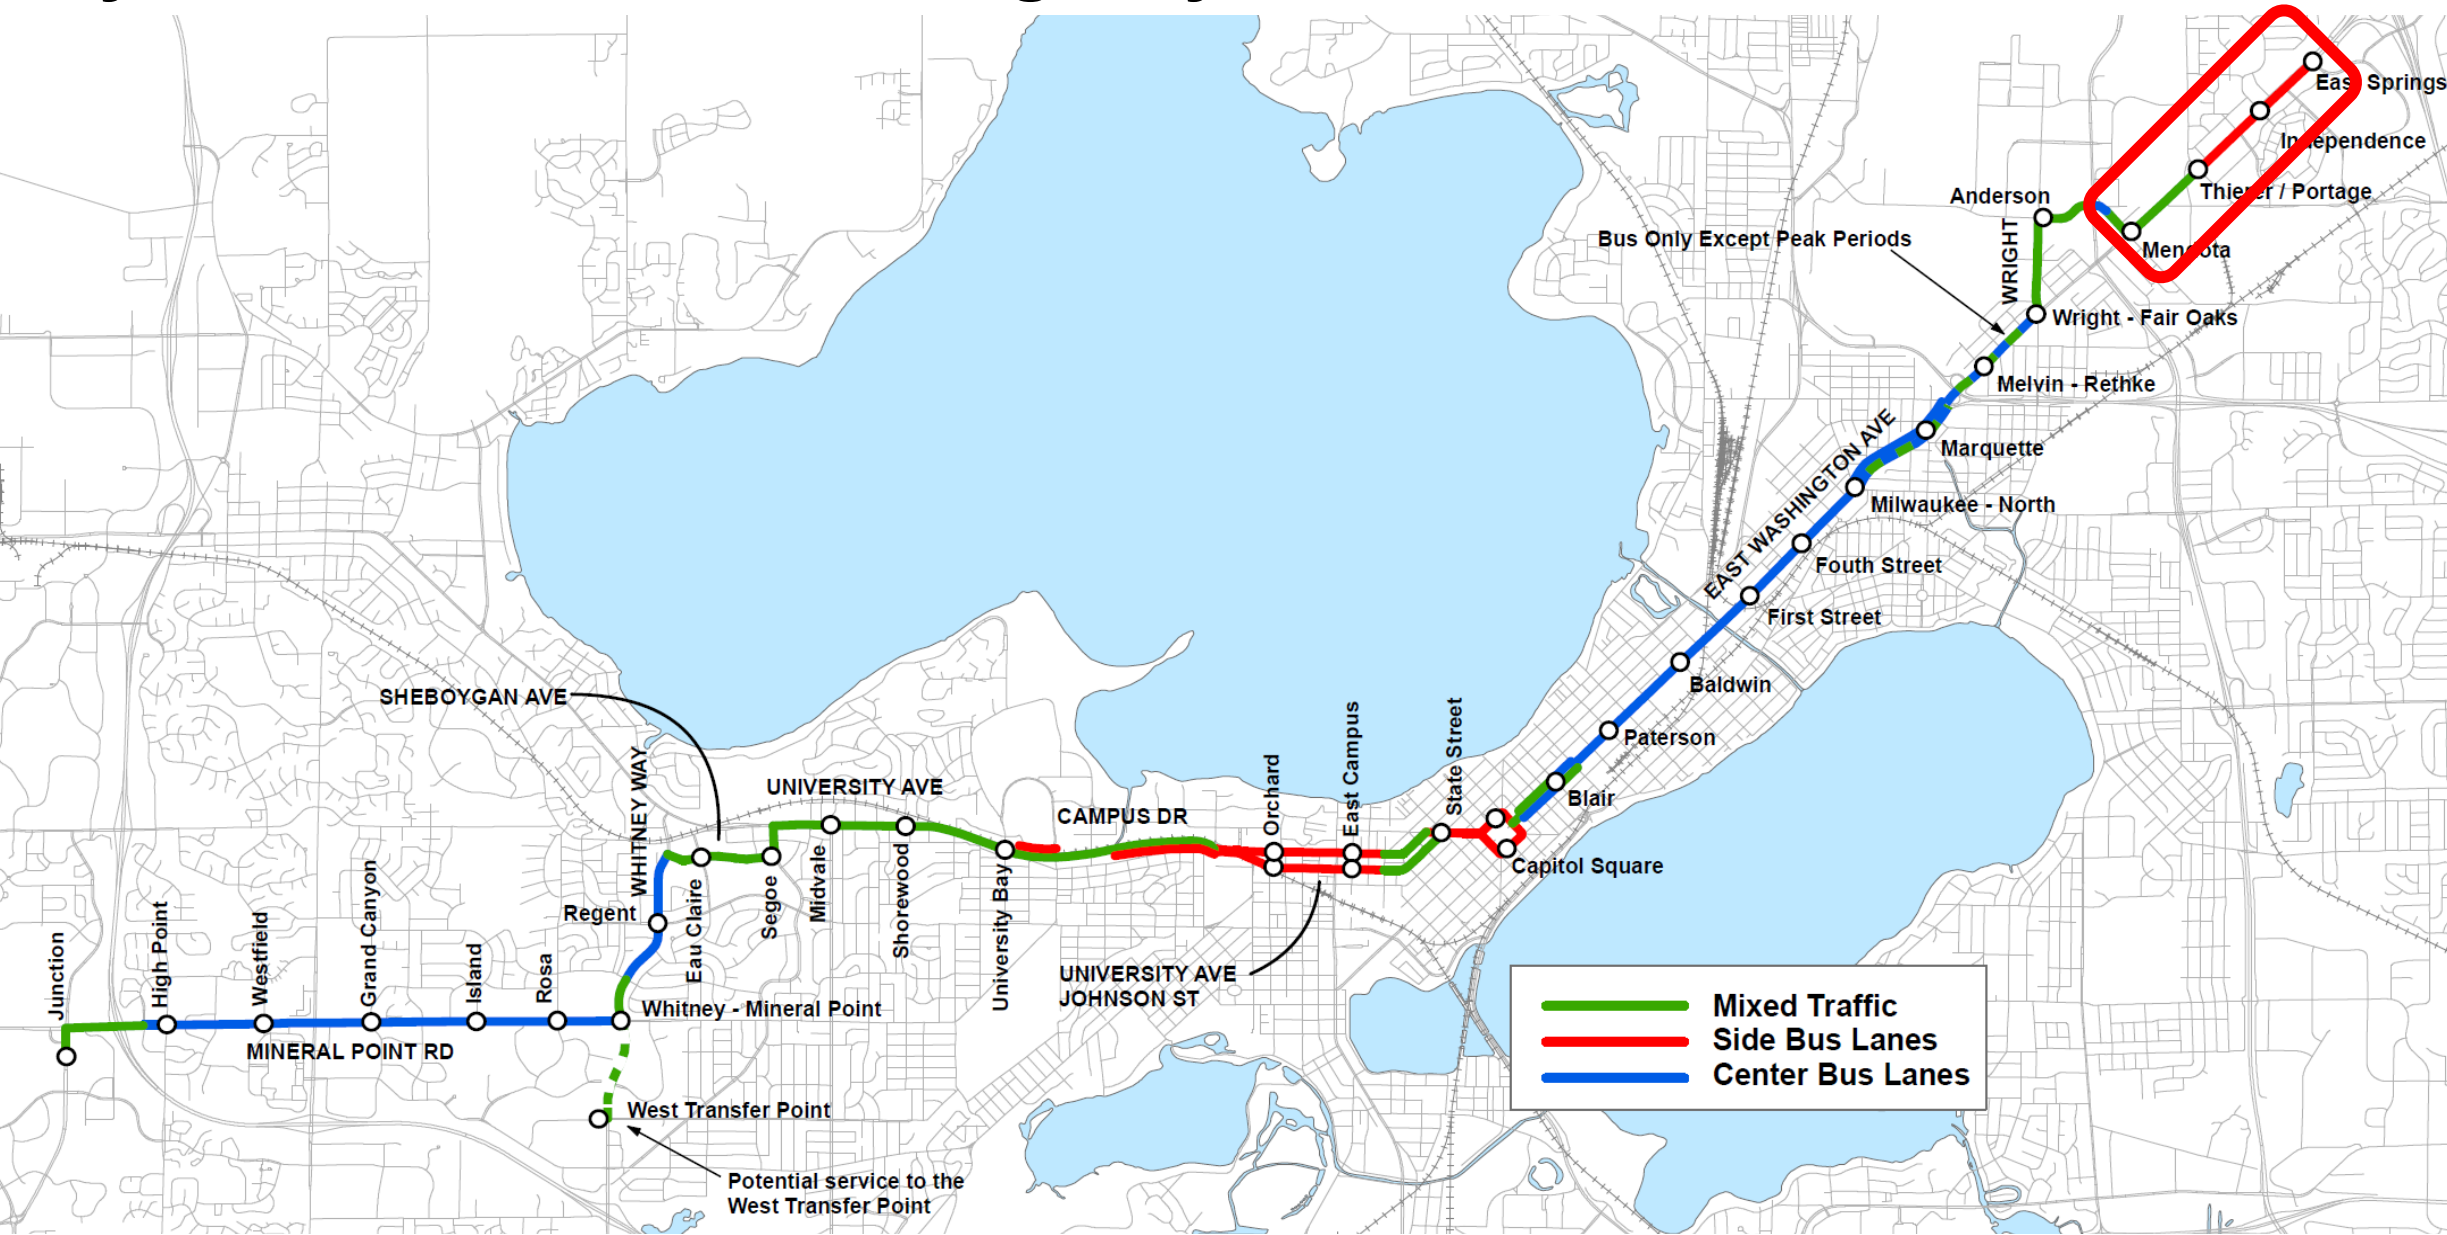 East Springs
Independence
Thierer / Portage
Anderson
Mendota
Bus Only Except Peak Periods
WRIGHT
Wright - Fair Oaks
Melvin - Rethke
EAST WASHINGTON AVE
Marquette
Milwaukee - North
Fouth Street
First Street
Baldwin
Paterson
Blair
SHEBOYGAN AVE
WHITNEY WAY
UNIVERSITY AVE
CAMPUS DR
Orchard
East Campus
State Street
Capitol Square
Regent
Eau Claire
Segoe
Midvale
Shorewood
University Bay
UNIVERSITY AVE
JOHNSON ST
Junction
High Point
Westfield
Grand Canyon
Island
Rosa
Whitney - Mineral Point
MINERAL POINT RD
West Transfer Point
Potential service to the
West Transfer Point
Mixed Traffic
Side Bus Lanes
Center Bus Lanes